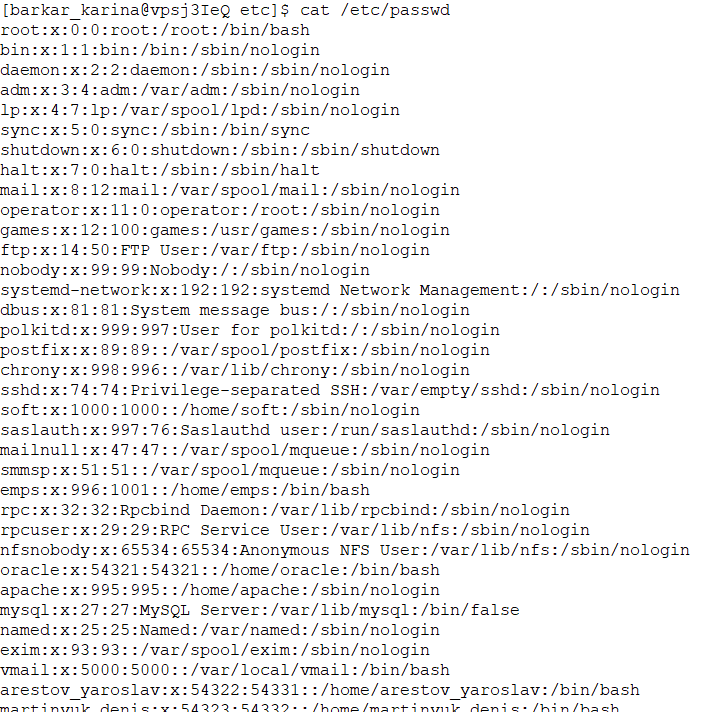 [barkar_karina@vpsj3IeQ etc]$ cat /etc/passwd
root:x:0:0:root:/root:/bin/bash
bin:x:1:1:bin:/bin:/sbin/nologin
daemon:x:2:2:daemon:/sbin:/sbin/nologin
adm:x:3:4:adm:/var/adm:/sbin/nologin
lp:x:4:7:lp:/var/spool/lpd:/sbin/nologin
sync:x:5:0:sync:/sbin:/bin/sync
shutdown:x:6:0:shutdown:/sbin:/sbin/shutdown
halt:x:7:0:halt:/sbin:/sbin/halt
mail:x:8:12:mail:/var/spool/mail:/sbin/nologin
operator:x:11:0:operator:/root:/sbin/nologin
games:x:12:100:games:/usr/games:/sbin/nologin
ftp:x:14:50:FTP User:/var/ftp:/sbin/nologin
nobody:x:99:99:Nobody:/:/sbin/nologin
systemd-network:x:192:192:systemd Network Management:/:/sbin/nologin
dbus:x:81:81:System message bus:/:/sbin/nologin
polkitd:x:999:997:User for polkitd:/:/sbin/nologin
postfix:x:89:89::/var/spool/postfix:/sbin/nologin
chrony:x:998:996::/var/lib/chrony:/sbin/nologin
sshd:x:74:74:Privilege-separated SSH:/var/empty/sshd:/sbin/nologin
soft:x:1000:1000::/home/soft:/sbin/nologin
saslauth:x:997:76:Saslauthd user:/run/saslauthd:/sbin/nologin
mailnull:x:47:47::/var/spool/mqueue:/sbin/nologin
smmsp:x:51:51::/var/spool/mqueue:/sbin/nologin
emps:x:996:1001::/home/emps:/bin/bash
rpc:x:32:32:Rpcbind Daemon:/var/lib/rpcbind:/sbin/nologin
rpcuser:x:29:29:RPC Service User:/var/lib/nfs:/sbin/nologin
nfsnobody:x:65534:65534:Anonymous NFS User:/var/lib/nfs:/sbin/nologin
oracle:x:54321:54321::/home/oracle:/bin/bash
apache:x:995:995::/home/apache:/sbin/nologin
mysql:x:27:27:MySQL Server:/var/lib/mysql:/bin/false
named:x:25:25:Named:/var/named:/sbin/nologin
exim:x:93:93::/var/spool/exim:/sbin/nologin
vmail:x:5000:5000::/var/local/vmail:/bin/bash
arestov_yaroslav:x:54322:54331::/home/arestov_yaroslav:/bin/bash
martinyuk_denis:x:54323:54332::/home/martinyuk_denis:/bin/bash